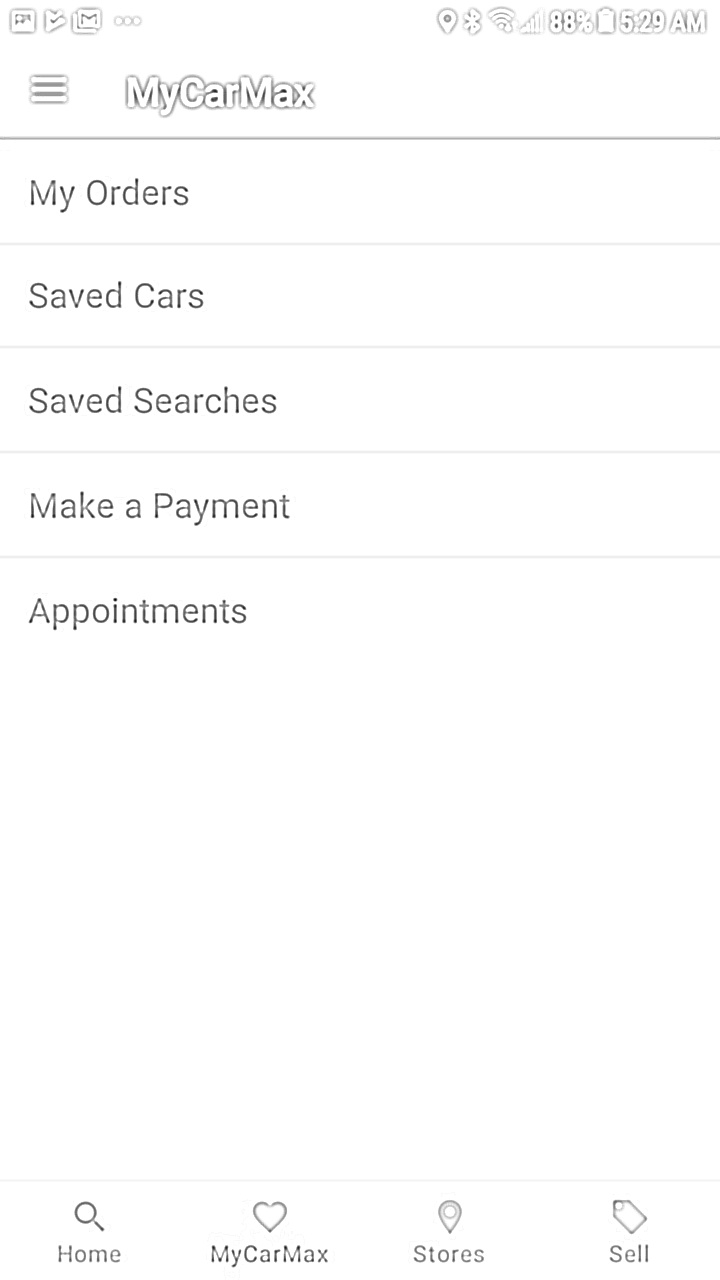 88% 5:29 AM
MyCarMax
My Orders
Saved Cars
Saved Searches
Make a Payment
Appointments
Home MyCarMax Stores Sell